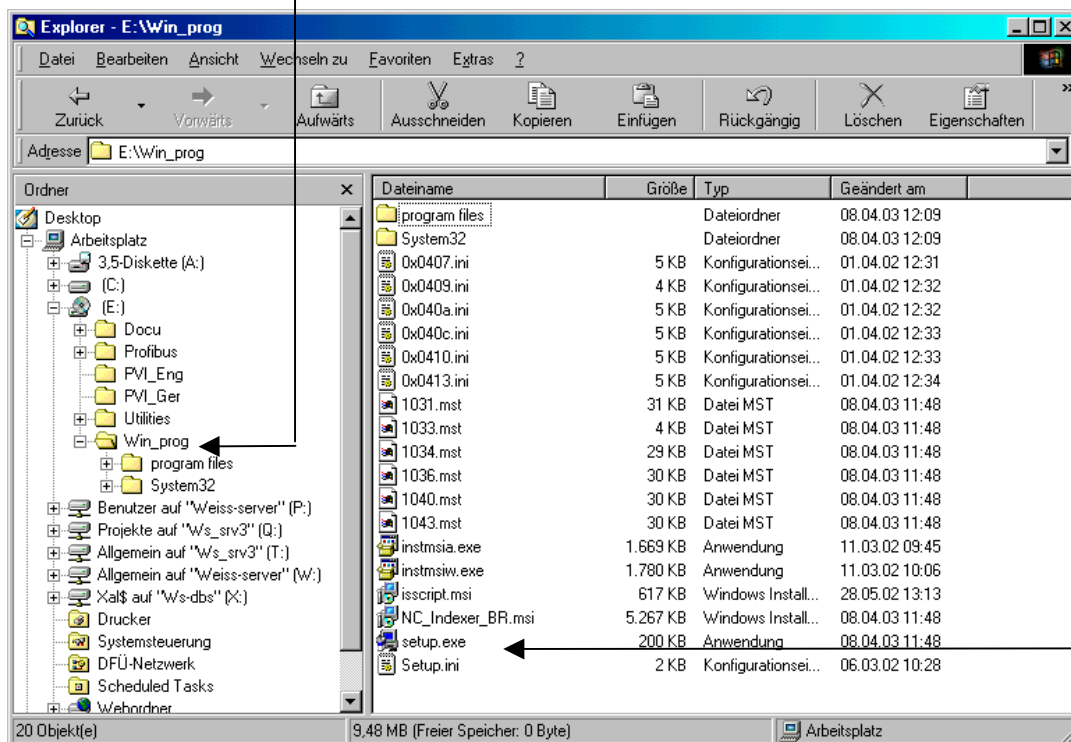 Explorer - E:\Win_prog
Datei Bearbeiten Ansicht Wechseln zu Favoriten Extras ?
Zurück Vorwärts Aufwärts Ausschneiden Kopieren Einfügen Rückgängig Löschen Eigenschaften »
Adresse E:\Win_prog
Ordner
Desktop
Arbeitsplatz
3,5-Diskette (A:)
(C:)
(E:)
Docu
Profibus
PVI_Eng
PVI_Ger
Utilities
Win_prog
program files
System32
Benutzer auf "Weiss-server" (P:)
Projekte auf "Ws_srv3" (Q:)
Allgemein auf "Ws_srv3" (T:)
Allgemein auf "Weiss-server" (W:)
Xal$ auf "Ws-dbs" (X:)
Drucker
Systemsteuerung
DFÜ-Netzwerk
Scheduled Tasks
Webordner
Dateiname Größe Typ Geändert am
program files Dateiordner 08.04.03 12:09
System32 Dateiordner 08.04.03 12:09
0x0407.ini 5 KB Konfigurationsei... 01.04.02 12:31
0x0409.ini 4 KB Konfigurationsei... 01.04.02 12:32
0x040a.ini 5 KB Konfigurationsei... 01.04.02 12:32
0x040c.ini 5 KB Konfigurationsei... 01.04.02 12:33
0x0410.ini 5 KB Konfigurationsei... 01.04.02 12:33
0x0413.ini 5 KB Konfigurationsei... 01.04.02 12:34
1031.mst 31 KB Datei MST 08.04.03 11:48
1033.mst 4 KB Datei MST 08.04.03 11:48
1034.mst 29 KB Datei MST 08.04.03 11:48
1036.mst 30 KB Datei MST 08.04.03 11:48
1040.mst 30 KB Datei MST 08.04.03 11:48
1043.mst 30 KB Datei MST 08.04.03 11:48
instmsia.exe 1.669 KB Anwendung 11.03.02 09:45
instmsiw.exe 1.780 KB Anwendung 11.03.02 10:06
isscript.msi 617 KB Windows Install... 28.05.02 13:13
NC_Indexer_BR.msi 5.267 KB Windows Install... 08.04.03 11:48
setup.exe 200 KB Anwendung 08.04.03 11:48
Setup.ini 2 KB Konfigurationsei... 06.03.02 10:28
20 Objekt(e) 9,48 MB (Freier Speicher: 0 Byte) Arbeitsplatz